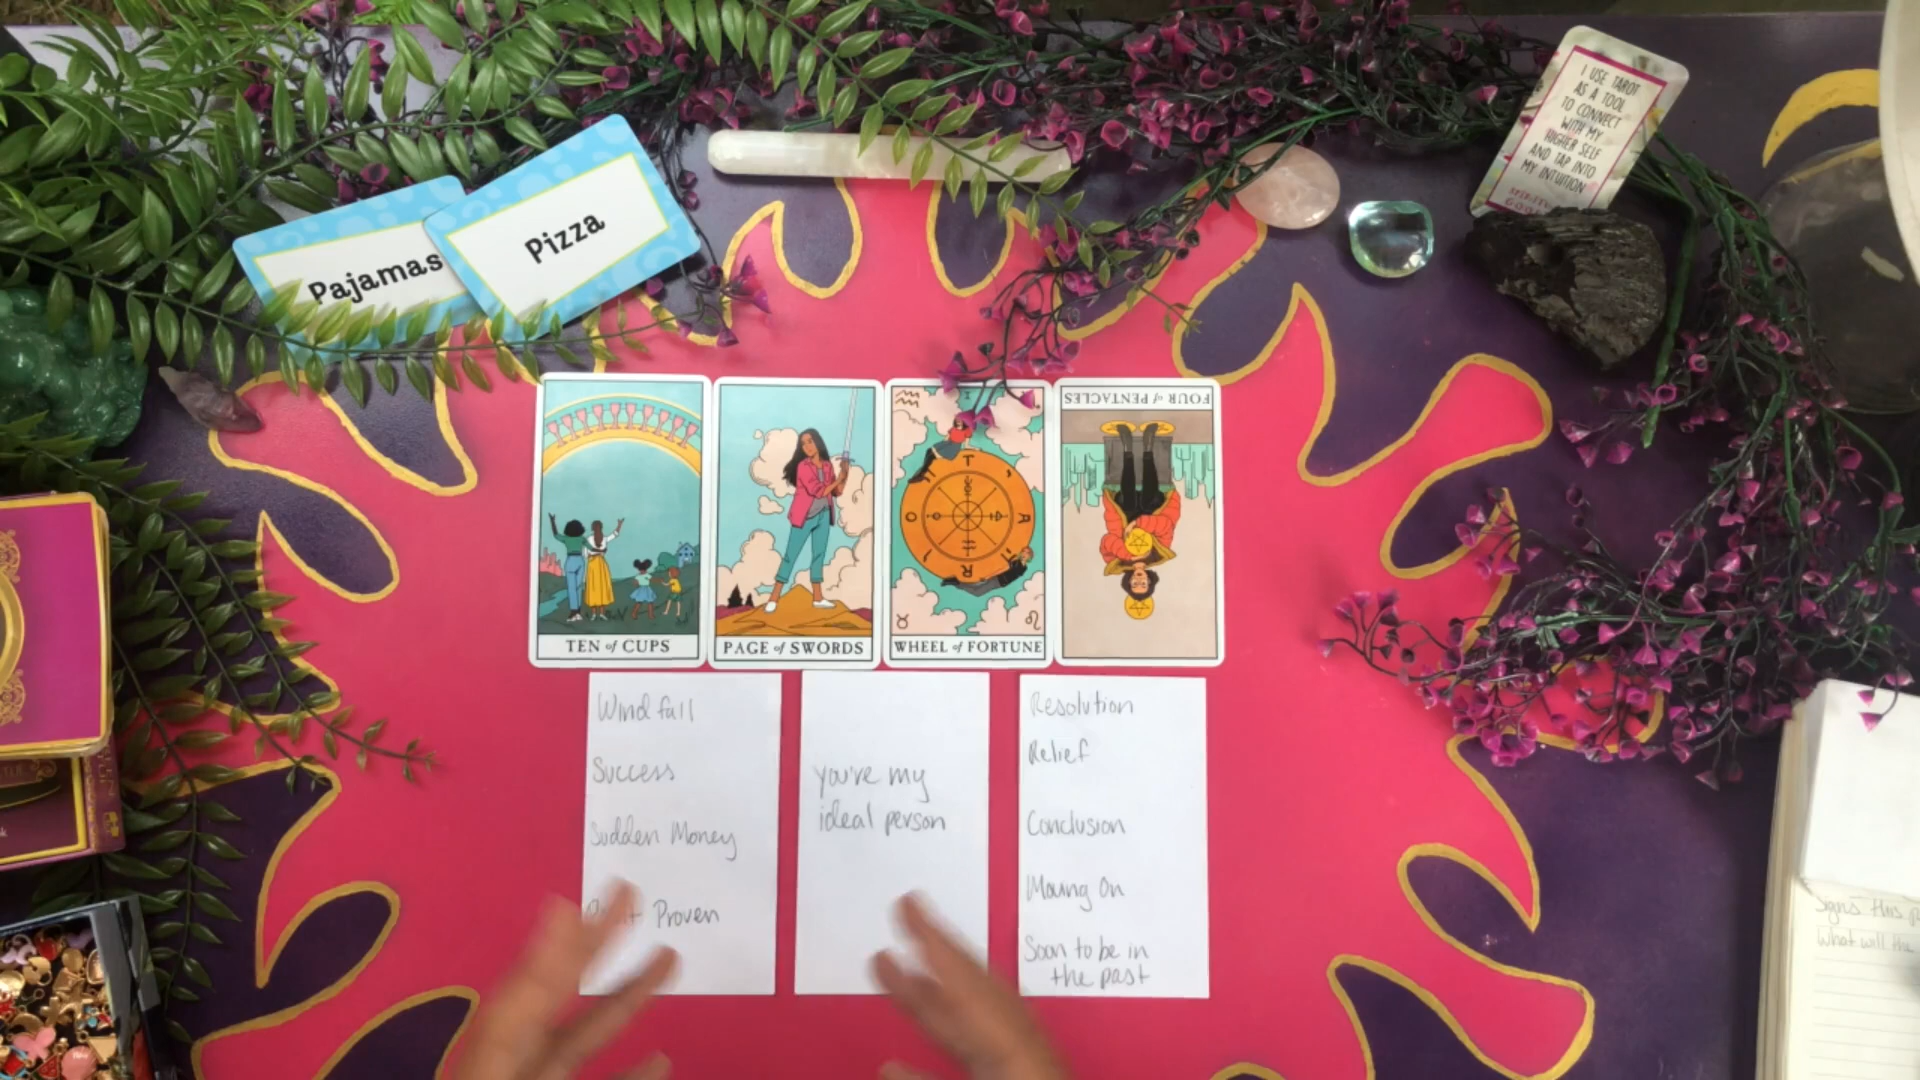 I USE TAROT
AS A TOOL
TO CONNECT
WITH MY
HIGHER SELF
AND TAP INTO
MY INTUITION
Pajamas
Pizza
FOUR of PENTACLES
TEN of CUPS
PAGE of SWORDS
WHEEL of FORTUNE
T
A
R
O
Windfall
Success
Sudden Money
Proven
you're my
ideal person
Resolution
Relief
Conclusion
Moving On
Soon to be in
the past
Signs this
What will the